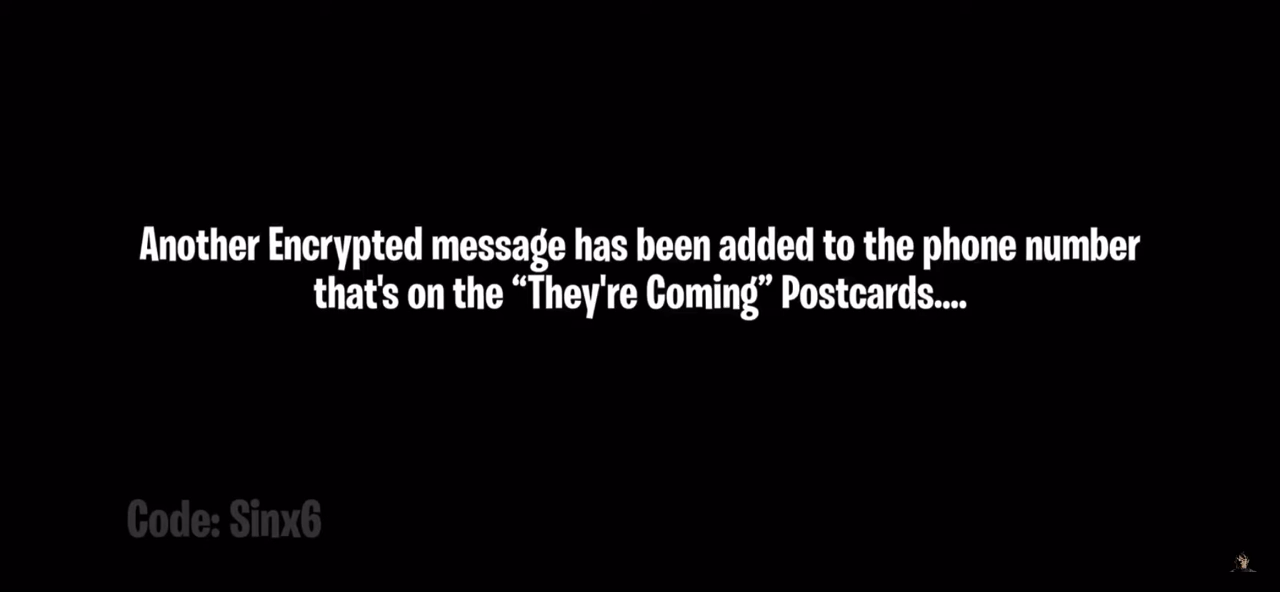 Another Encrypted message has been added to the phone number
that's on the “They're Coming” Postcards....
Code: Sinx6